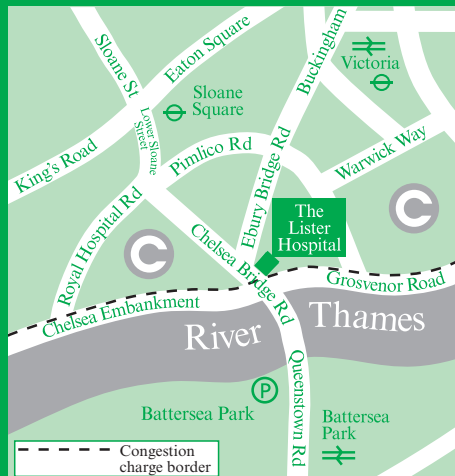 Sloane St
Eaton Square
Buckingham
Victoria
Sloane
Square
Lower Sloane
Street
King's Road
Pimlico Rd
Ebury Bridge Rd
Warwick Way
Royal Hospital Rd
C
C
The
Lister
Hospital
Chelsea Bridge Rd
Grosvenor Road
Chelsea Embankment
River Thames
Queenstown Rd
P
Battersea Park
Battersea
Park
Congestion
charge border